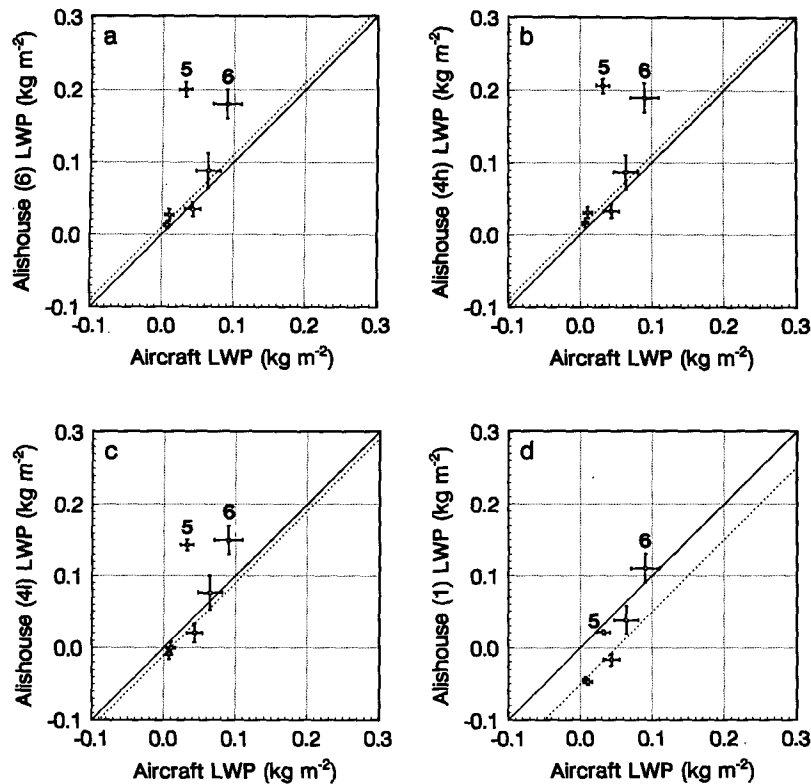 a
5
6
0.3
0.2
0.1
0.0
-0.1
Alishouse (6) LWP (kg m⁻²)
-0.1 0.0 0.1 0.2 0.3
Aircraft LWP (kg m⁻²)
b
5
6
0.3
0.2
0.1
0.0
-0.1
Alishouse (4h) LWP (kg m⁻²)
-0.1 0.0 0.1 0.2 0.3
Aircraft LWP (kg m⁻²)
c
5
6
0.3
0.2
0.1
0.0
-0.1
Alishouse (4l) LWP (kg m⁻²)
-0.1 0.0 0.1 0.2 0.3
Aircraft LWP (kg m⁻²)
d
6
5
0.3
0.2
0.1
0.0
-0.1
Alishouse (1) LWP (kg m⁻²)
-0.1 0.0 0.1 0.2 0.3
Aircraft LWP (kg m⁻²)